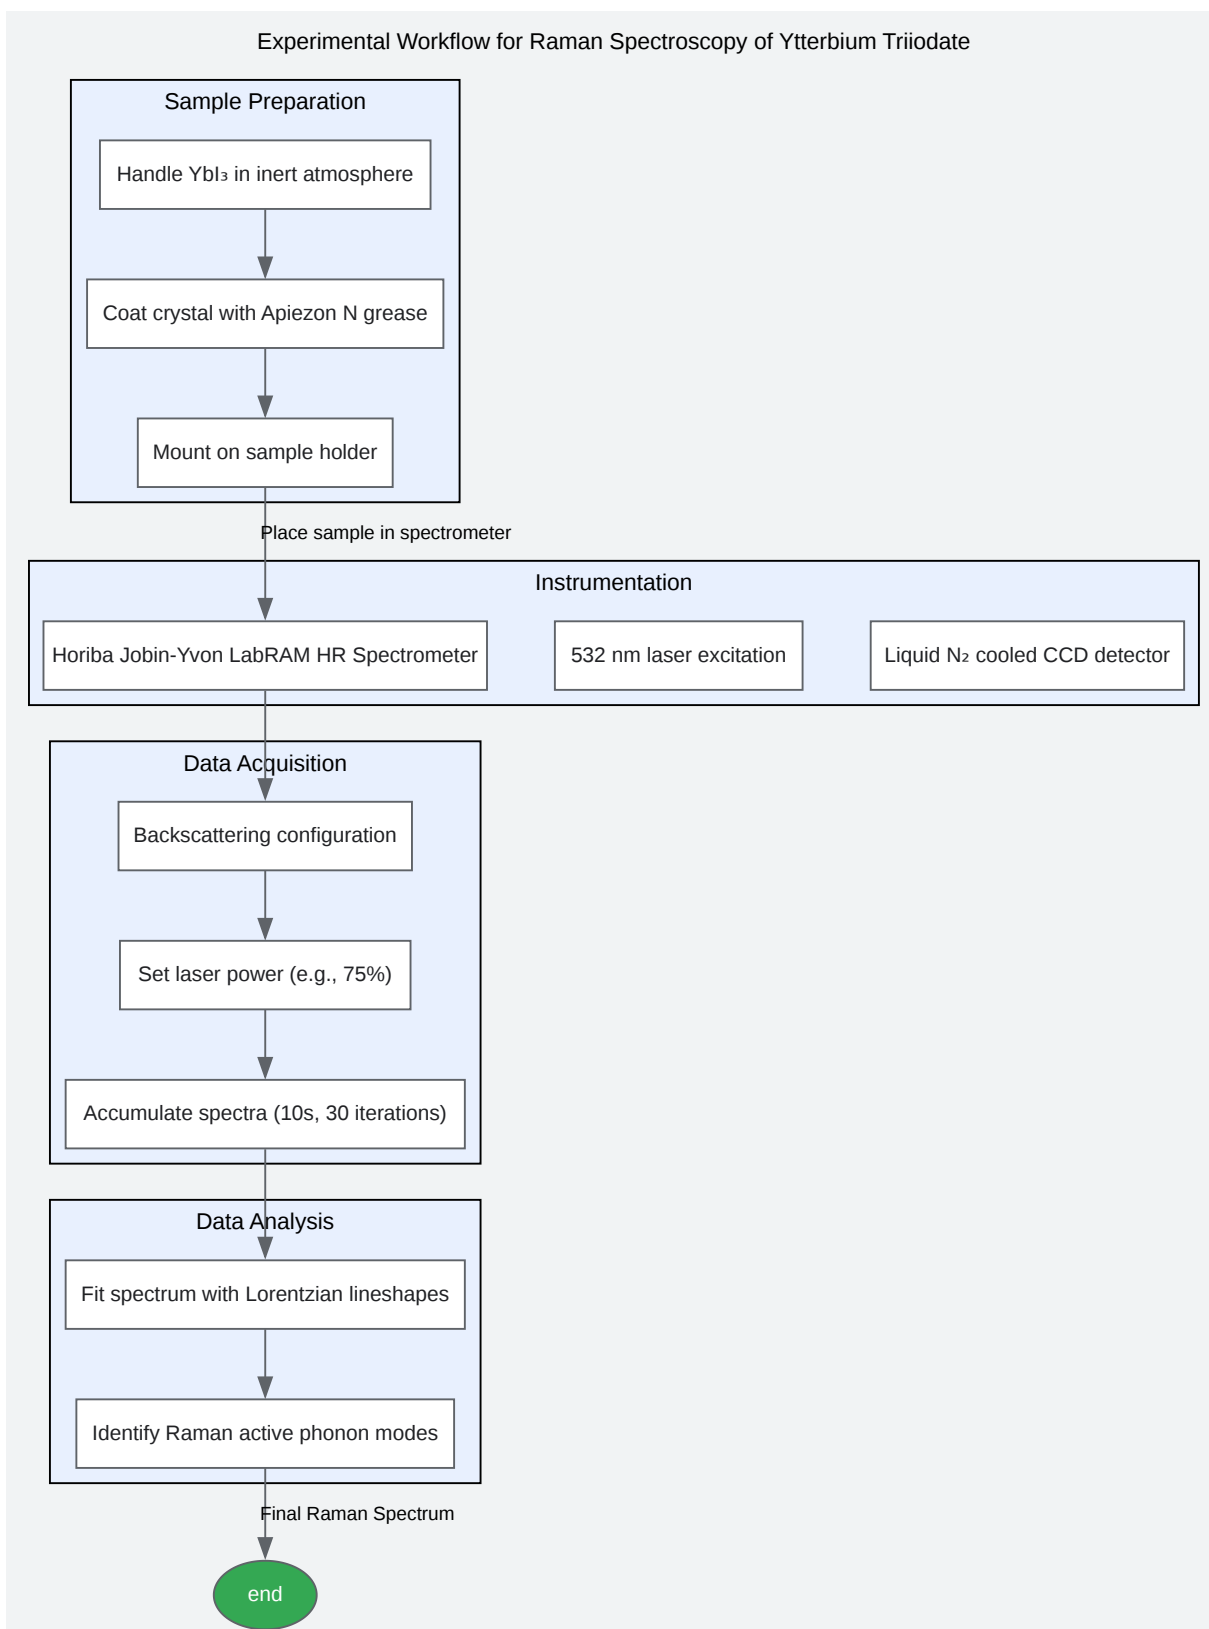 Experimental Workflow for Raman Spectroscopy of Ytterbium Triiodate
Sample Preparation
Handle YbI₃ in inert atmosphere
Coat crystal with Apiezon N grease
Mount on sample holder
Place sample in spectrometer
Instrumentation
Horiba Jobin-Yvon LabRAM HR Spectrometer
532 nm laser excitation
Liquid N₂ cooled CCD detector
Data Acquisition
Backscattering configuration
Set laser power (e.g., 75%)
Accumulate spectra (10s, 30 iterations)
Data Analysis
Fit spectrum with Lorentzian lineshapes
Identify Raman active phonon modes
Final Raman Spectrum
end